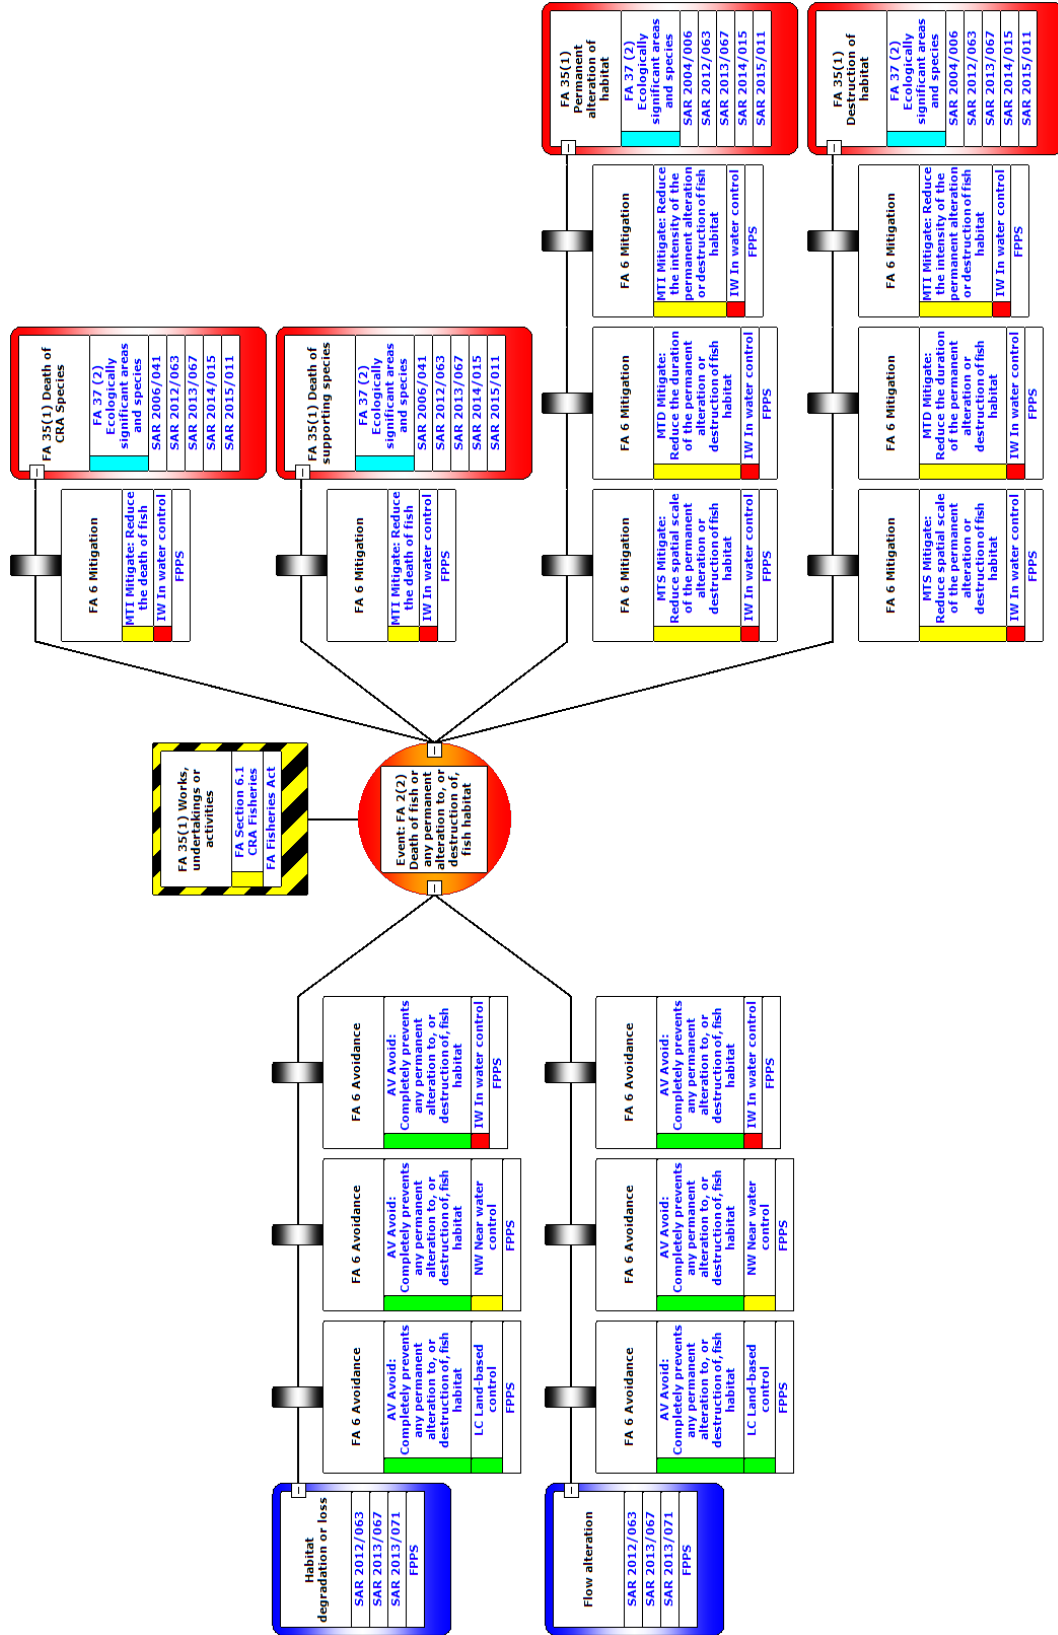 Habitat
degradation or loss
SAR 2012/063
SAR 2013/067
SAR 2013/071
FPPS
FA 6 Avoidance
AV Avoid:
Completely prevents
any permanent
alteration to, or
destruction of, fish
habitat
LC Land-based
control
FPPS
FA 6 Avoidance
AV Avoid:
Completely prevents
any permanent
alteration to, or
destruction of, fish
habitat
NW Near water
control
FPPS
FA 6 Avoidance
AV Avoid:
Completely prevents
any permanent
alteration to, or
destruction of, fish
habitat
IW In water control
FPPS
Flow alteration
SAR 2012/063
SAR 2013/067
SAR 2013/071
FPPS
FA 6 Avoidance
AV Avoid:
Completely prevents
any permanent
alteration to, or
destruction of, fish
habitat
LC Land-based
control
FPPS
FA 6 Avoidance
AV Avoid:
Completely prevents
any permanent
alteration to, or
destruction of, fish
habitat
NW Near water
control
FPPS
FA 6 Avoidance
AV Avoid:
Completely prevents
any permanent
alteration to, or
destruction of, fish
habitat
IW In water control
FPPS
FA 35(1) Works,
undertakings or
activities
FA Section 6.1
CRA Fisheries
FA Fisheries Act
Event: FA 2(2)
Death of fish or
any permanent
alteration to, or
destruction of,
fish habitat
FA 6 Mitigation
MTI Mitigate: Reduce
the death of fish
IW In water control
FPPS
FA 35(1) Death of
CRA Species
FA 37 (2)
Ecologically
significant areas
and species
SAR 2006/041
SAR 2012/063
SAR 2013/067
SAR 2014/015
SAR 2015/011
FA 6 Mitigation
MTI Mitigate: Reduce
the death of fish
IW In water control
FPPS
FA 35(1) Death of
supporting species
FA 37 (2)
Ecologically
significant areas
and species
SAR 2006/041
SAR 2012/063
SAR 2013/067
SAR 2014/015
SAR 2015/011
FA 6 Mitigation
MTS Mitigate:
Reduce spatial scale
of the permanent
alteration or
destruction of fish
habitat
IW In water control
FPPS
FA 6 Mitigation
MTD Mitigate:
Reduce the duration
of the permanent
alteration or
destruction of fish
habitat
IW In water control
FPPS
FA 6 Mitigation
MTI Mitigate: Reduce
the intensity of the
permanent alteration
or destruction of fish
habitat
IW In water control
FPPS
FA 35(1)
Permanent
alteration of
habitat
FA 37 (2)
Ecologically
significant areas
and species
SAR 2004/006
SAR 2012/063
SAR 2013/067
SAR 2014/015
SAR 2015/011
FA 6 Mitigation
MTS Mitigate:
Reduce spatial scale
of the permanent
alteration or
destruction of fish
habitat
IW In water control
FPPS
FA 6 Mitigation
MTD Mitigate:
Reduce the duration
of the permanent
alteration or
destruction of fish
habitat
IW In water control
FPPS
FA 6 Mitigation
MTI Mitigate: Reduce
the intensity of the
permanent alteration
or destruction of fish
habitat
IW In water control
FPPS
FA 35(1)
Destruction of
habitat
FA 37 (2)
Ecologically
significant areas
and species
SAR 2004/006
SAR 2012/063
SAR 2013/067
SAR 2014/015
SAR 2015/011